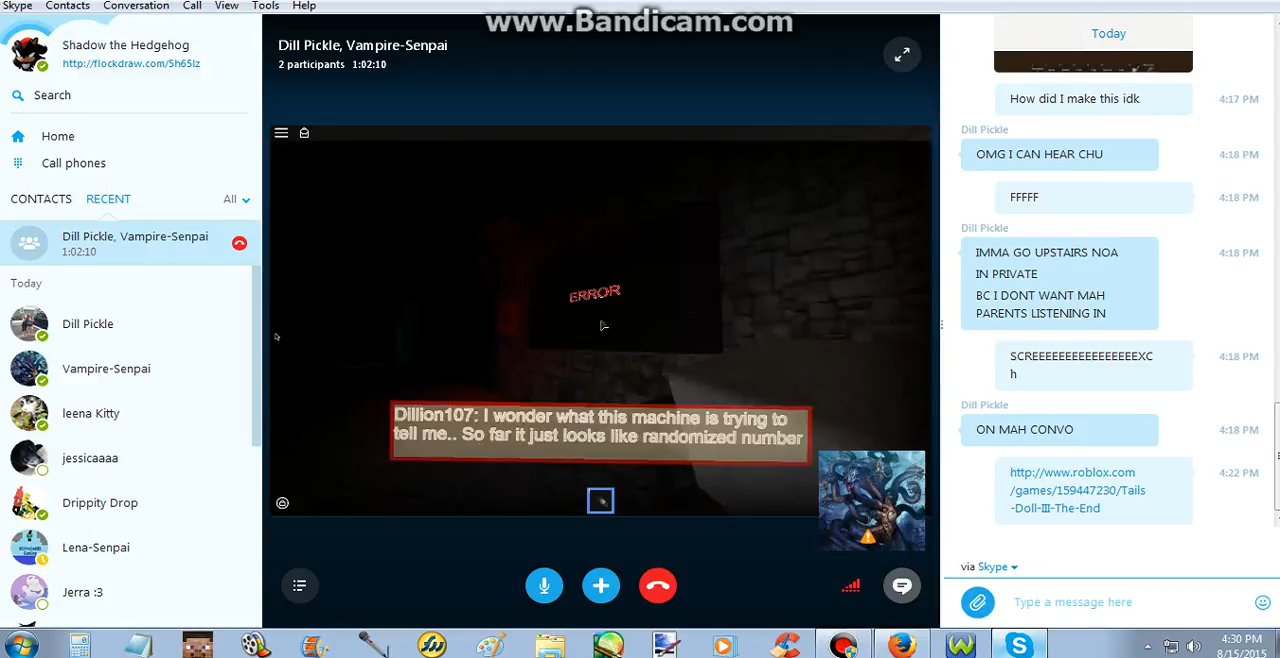 Skype Contacts Conversation Call View Tools Help
www.Bandicam.com
Shadow the Hedgehog
http://flockdraw.com/5h65lz
Search
Home
Call phones
CONTACTS RECENT All
Dill Pickle, Vampire-Senpai
1:02:10
Today
Dill Pickle
Vampire-Senpai
leena Kitty
jessicaaaa
Drippity Drop
Lena-Senpai
Jerra :3
Dill Pickle, Vampire-Senpai
2 participants 1:02:10
ERROR
Dillion107: I wonder what this machine is trying to
tell me.. So far it just looks like randomized number
Today
How did I make this idk 4:17 PM
Dill Pickle
OMG I CAN HEAR CHU 4:18 PM
FFFFF 4:18 PM
Dill Pickle
IMMA GO UPSTAIRS NOA 4:18 PM
IN PRIVATE
BC I DONT WANT MAH
PARENTS LISTENING IN
SCREEEEEEEEEEEEEEEEXC 4:18 PM
h
Dill Pickle
ON MAH CONVO 4:18 PM
http://www.roblox.com 4:22 PM
/games/159447230/Tails
-Doll-III-The-End
via Skype
Type a message here
4:30 PM
8/15/2015